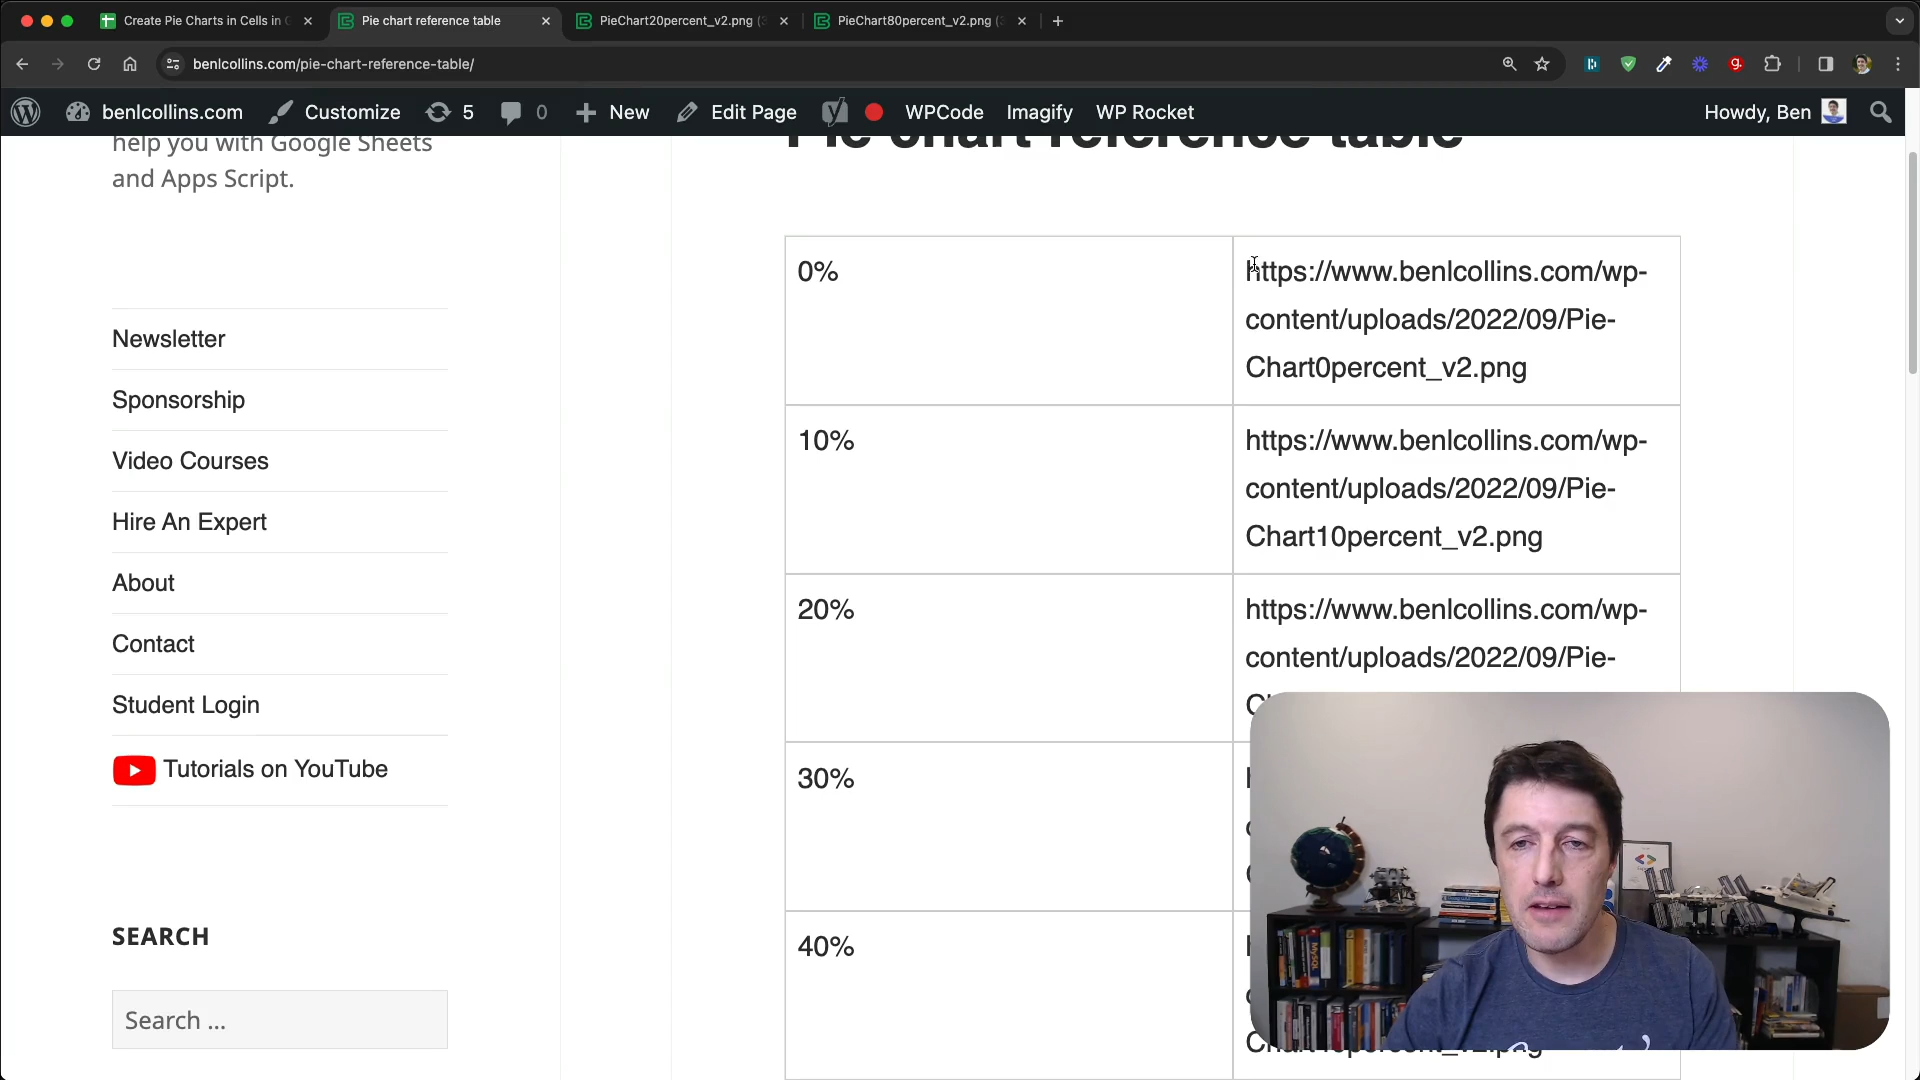 Create Pie Charts in Cells in
Pie chart reference table
PieChart20percent_v2.png
PieChart80percent_v2.png
benlcollins.com/pie-chart-reference-table/
benlcollins.com
Customize
5
0
New
Edit Page
WPCode
Imagify
WP Rocket
Howdy, Ben
help you with Google Sheets
and Apps Script.
Newsletter
Sponsorship
Video Courses
Hire An Expert
About
Contact
Student Login
Tutorials on YouTube
SEARCH
Search ...
Pie chart reference table
0%
https://www.benlcollins.com/wp-
content/uploads/2022/09/Pie-
Chart0percent_v2.png
10%
https://www.benlcollins.com/wp-
content/uploads/2022/09/Pie-
Chart10percent_v2.png
20%
https://www.benlcollins.com/wp-
content/uploads/2022/09/Pie-
30%
40%
MySQL